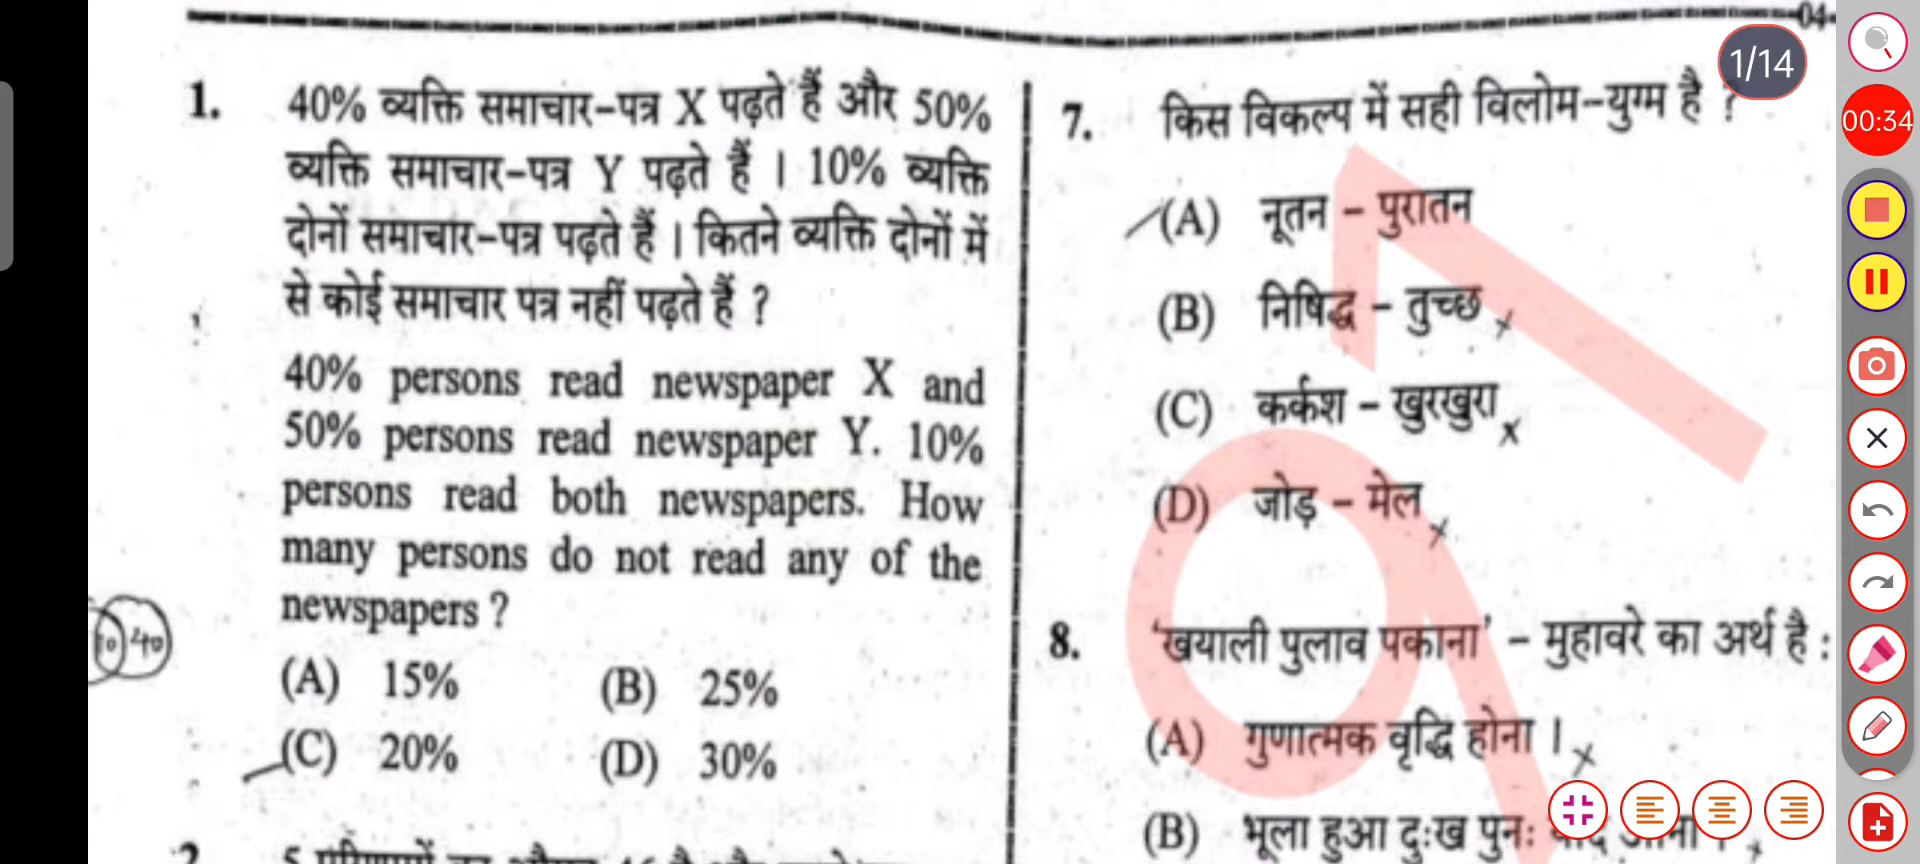 04
1/14
00:34
1. 40% व्यक्ति समाचार-पत्र X पढ़ते हैं और 50%
व्यक्ति समाचार-पत्र Y पढ़ते हैं । 10% व्यक्ति
दोनों समाचार-पत्र पढ़ते हैं । कितने व्यक्ति दोनों में
से कोई समाचार पत्र नहीं पढ़ते हैं ?
40% persons read newspaper X and
50% persons read newspaper Y. 10%
persons read both newspapers. How
many persons do not read any of the
newspapers ?
40
(A) 15% (B) 25%
(C) 20% (D) 30%
7. किस विकल्प में सही विलोम-युग्म है ?
(A) नूतन - पुरातन
(B) निषिद्ध - तुच्छ
(C) कर्कश - खुरखुरा
(D) जोड़ - मेल
8. 'खयाली पुलाव पकाना' - मुहावरे का अर्थ है :
(A) गुणात्मक वृद्धि होना ।
(B) भूला हुआ दुःख पुनः